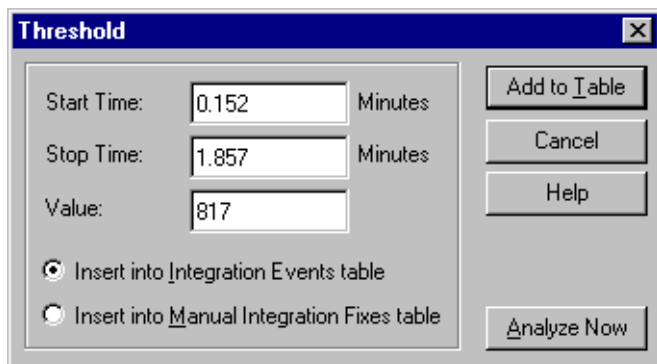 Threshold
Start Time: 0.152 Minutes
Add to Table
Stop Time: 1.857 Minutes
Cancel
Value: 817
Help
Insert into Integration Events table
Insert into Manual Integration Fixes table
Analyze Now